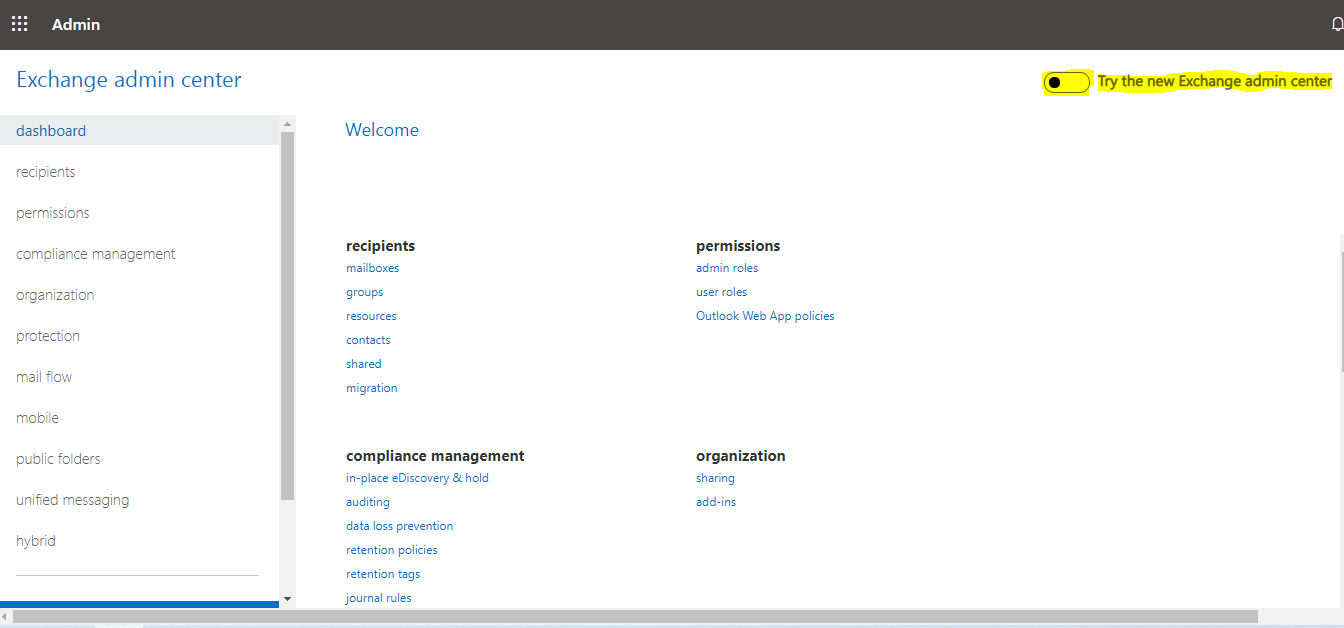 Admin
Exchange admin center
Try the new Exchange admin center
dashboard
recipients
permissions
compliance management
organization
protection
mail flow
mobile
public folders
unified messaging
hybrid
Welcome
recipients
mailboxes
groups
resources
contacts
shared
migration
permissions
admin roles
user roles
Outlook Web App policies
compliance management
in-place eDiscovery & hold
auditing
data loss prevention
retention policies
retention tags
journal rules
organization
sharing
add-ins